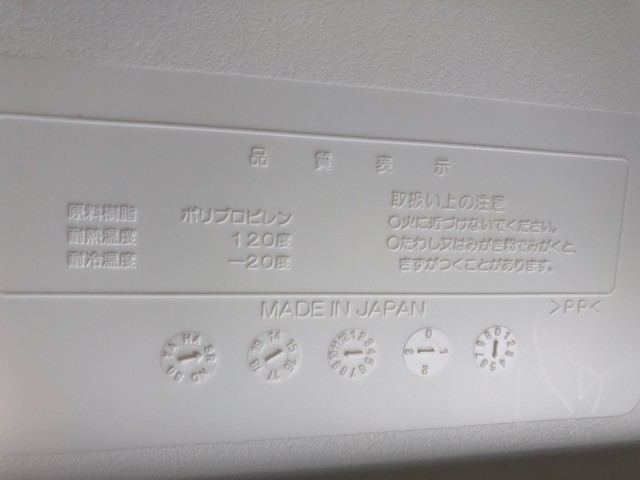 品質表示
原料樹脂 ポリプロピレン
耐熱温度 120度
耐冷温度 −20度
取扱い上の注意
○火に近づけないでください。
○たわし又はみがき粉でみがくと、
きずがつくことがあります。
MADE IN JAPAN
>PP<